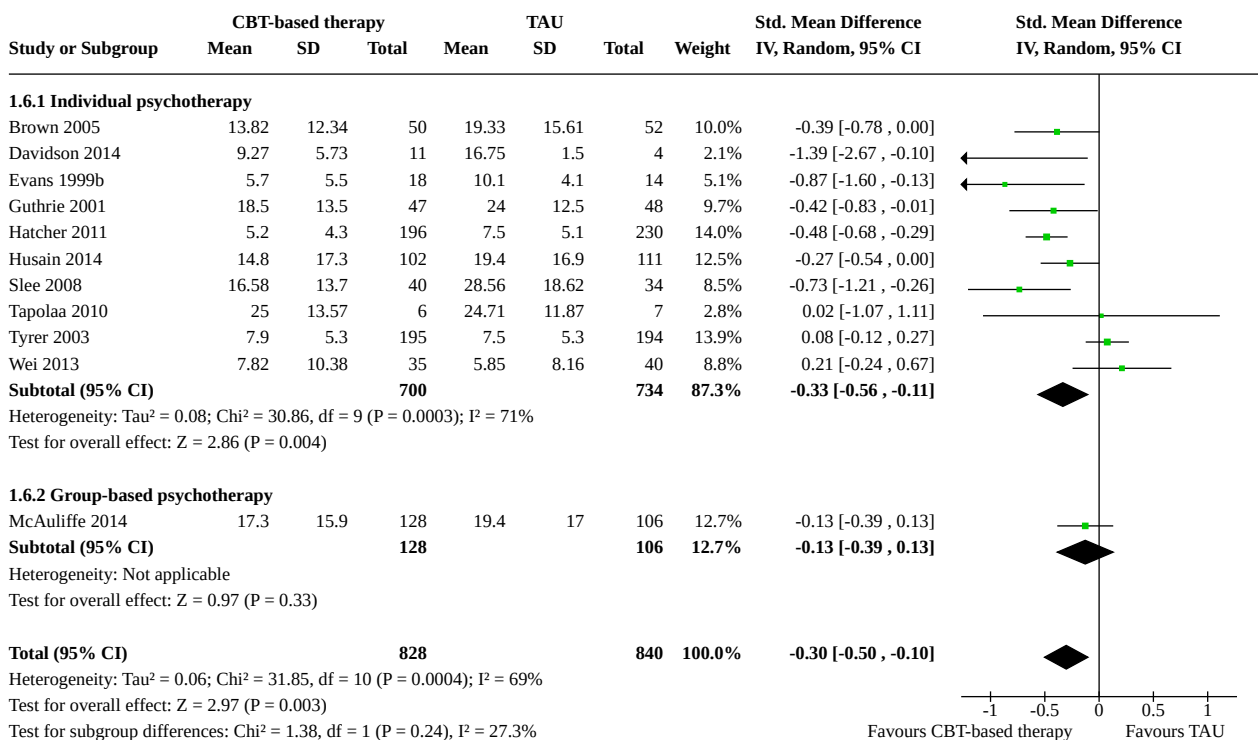 CBT-based therapy TAU Std. Mean Difference Std. Mean Difference
Study or Subgroup Mean SD Total Mean SD Total Weight IV, Random, 95% CI IV, Random, 95% CI
1.6.1 Individual psychotherapy
Brown 2005 13.82 12.34 50 19.33 15.61 52 10.0% -0.39 [-0.78 , 0.00]
Davidson 2014 9.27 5.73 11 16.75 1.5 4 2.1% -1.39 [-2.67 , -0.10]
Evans 1999b 5.7 5.5 18 10.1 4.1 14 5.1% -0.87 [-1.60 , -0.13]
Guthrie 2001 18.5 13.5 47 24 12.5 48 9.7% -0.42 [-0.83 , -0.01]
Hatcher 2011 5.2 4.3 196 7.5 5.1 230 14.0% -0.48 [-0.68 , -0.29]
Husain 2014 14.8 17.3 102 19.4 16.9 111 12.5% -0.27 [-0.54 , 0.00]
Slee 2008 16.58 13.7 40 28.56 18.62 34 8.5% -0.73 [-1.21 , -0.26]
Tapolaa 2010 25 13.57 6 24.71 11.87 7 2.8% 0.02 [-1.07 , 1.11]
Tyrer 2003 7.9 5.3 195 7.5 5.3 194 13.9% 0.08 [-0.12 , 0.27]
Wei 2013 7.82 10.38 35 5.85 8.16 40 8.8% 0.21 [-0.24 , 0.67]
Subtotal (95% CI) 700 734 87.3% -0.33 [-0.56 , -0.11]
Heterogeneity: Tau² = 0.08; Chi² = 30.86, df = 9 (P = 0.0003); I² = 71%
Test for overall effect: Z = 2.86 (P = 0.004)
1.6.2 Group-based psychotherapy
McAuliffe 2014 17.3 15.9 128 19.4 17 106 12.7% -0.13 [-0.39 , 0.13]
Subtotal (95% CI) 128 106 12.7% -0.13 [-0.39 , 0.13]
Heterogeneity: Not applicable
Test for overall effect: Z = 0.97 (P = 0.33)
Total (95% CI) 828 840 100.0% -0.30 [-0.50 , -0.10]
Heterogeneity: Tau² = 0.06; Chi² = 31.85, df = 10 (P = 0.0004); I² = 69%
Test for overall effect: Z = 2.97 (P = 0.003)
-1 -0.5 0 0.5 1
Test for subgroup differences: Chi² = 1.38, df = 1 (P = 0.24), I² = 27.3% Favours CBT-based therapy Favours TAU